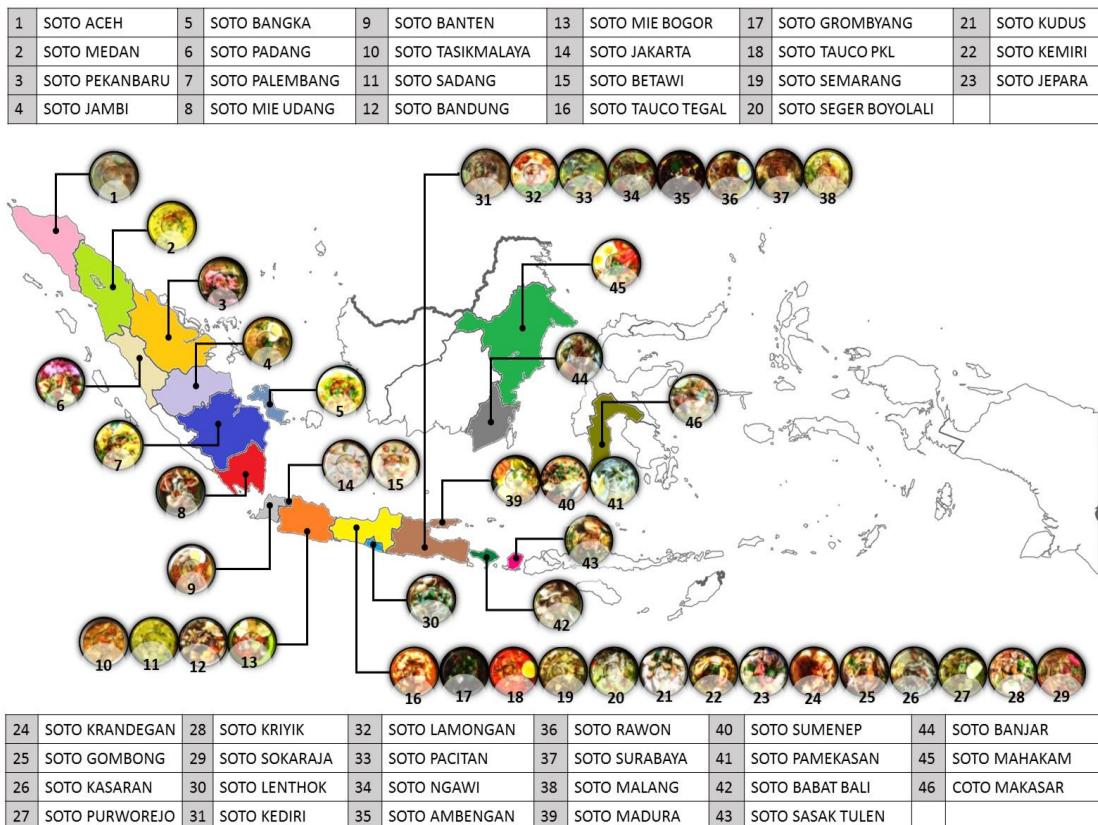 1 SOTO ACEH 5 SOTO BANGKA 9 SOTO BANTEN 13 SOTO MIE BOGOR 17 SOTO GROMBYANG 21 SOTO KUDUS
2 SOTO MEDAN 6 SOTO PADANG 10 SOTO TASIKMALAYA 14 SOTO JAKARTA 18 SOTO TAUCO PKL 22 SOTO KEMIRI
3 SOTO PEKANBARU 7 SOTO PALEMBANG 11 SOTO SADANG 15 SOTO BETAWI 19 SOTO SEMARANG 23 SOTO JEPARA
4 SOTO JAMBI 8 SOTO MIE UDANG 12 SOTO BANDUNG 16 SOTO TAUCO TEGAL 20 SOTO SEGER BOYOLALI
31 32 33 34 35 36 37 38
1
2
3
45
4
44
6
5
46
7
14 15
39 40 41
8
43
9
30
42
10 11 12 13
16 17 18 19 20 21 22 23 24 25 26 27 28 29
24 SOTO KRANDEGAN 28 SOTO KRIYIK 32 SOTO LAMONGAN 36 SOTO RAWON 40 SOTO SUMENEP 44 SOTO BANJAR
25 SOTO GOMBONG 29 SOTO SOKARAJA 33 SOTO PACITAN 37 SOTO SURABAYA 41 SOTO PAMEKASAN 45 SOTO MAHAKAM
26 SOTO KASARAN 30 SOTO LENTHOK 34 SOTO NGAWI 38 SOTO MALANG 42 SOTO BABAT BALI 46 COTO MAKASAR
27 SOTO PURWOREJO 31 SOTO KEDIRI 35 SOTO AMBENGAN 39 SOTO MADURA 43 SOTO SASAK TULEN